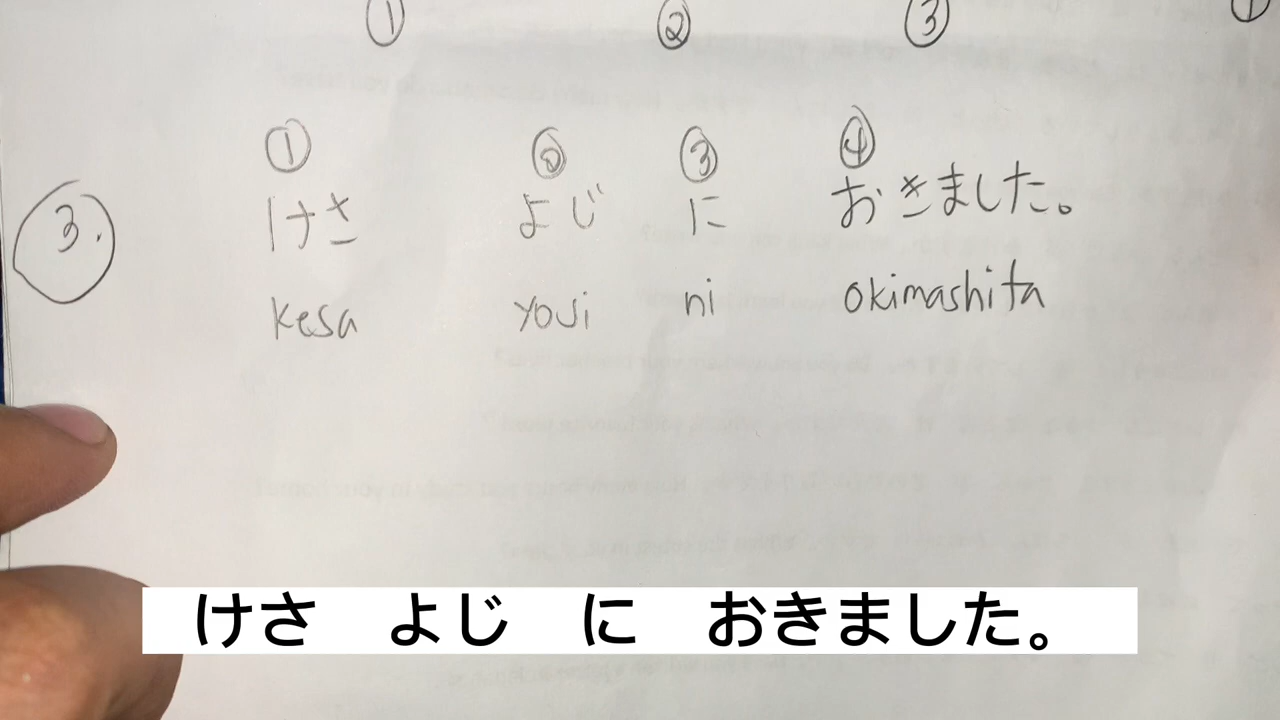 ① ② ③
① ② ③ ④
3. けさ よじ に おきました。
kesa yoji ni okimashita
けさ よじ に おきました。